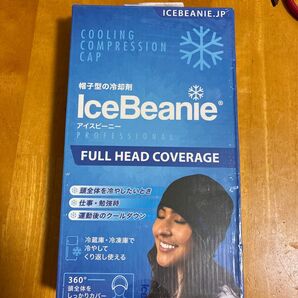 ICEBEANIE.JP
COOLING
COMPRESSION
CAP
帽子型の冷却剤
IceBeanie®
アイスビーニー
PROFESSIONAL
FULL HEAD COVERAGE
頭全体を冷やしたいとき
仕事・勉強時
運動後のクールダウン
冷蔵庫・冷凍庫で
冷やして
くり返し使える
360°
頭全体を
しっかりカバー